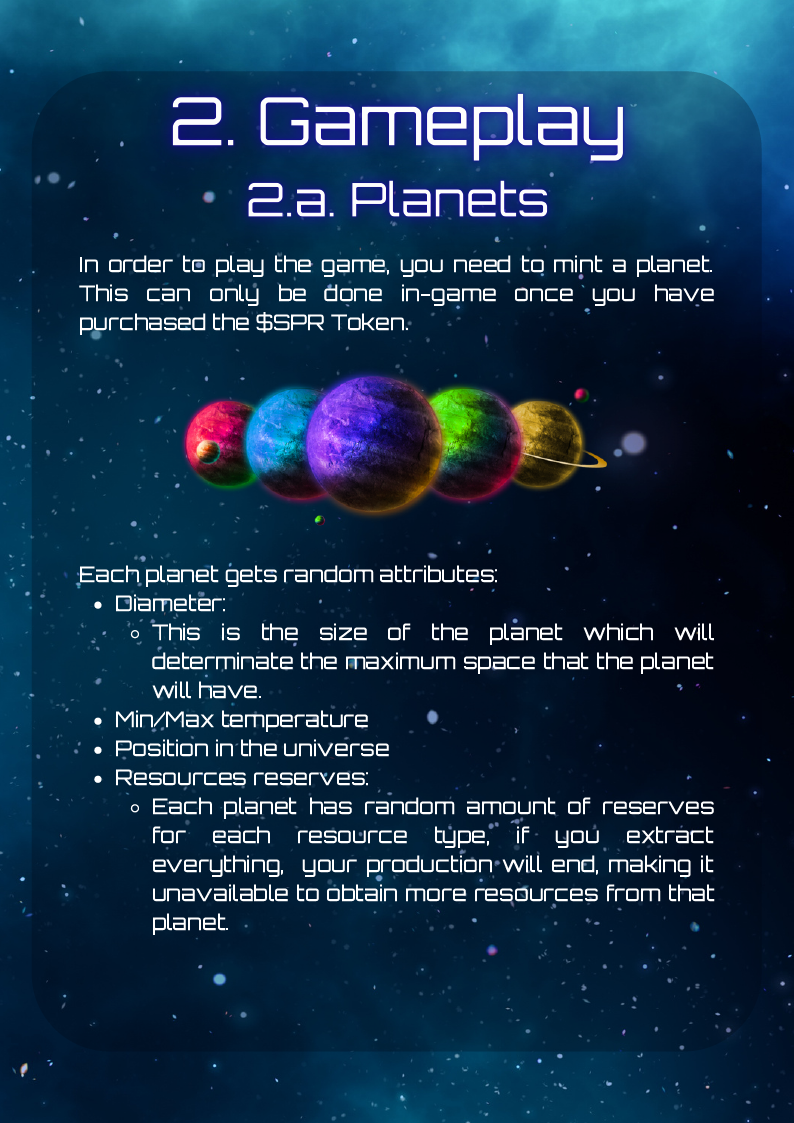 2. Gameplay
2.a. Planets
In order to play the game, you need to mint a planet.
This can only be done in-game once you have
purchased the $SPR Token.
Each planet gets random attributes:
• Diameter:
◦ This is the size of the planet which will
determinate the maximum space that the planet
will have.
• Min/Max temperature
• Position in the universe
• Resources reserves:
◦ Each planet has random amount of reserves
for each resource type, if you extract
everything, your production will end, making it
unavailable to obtain more resources from that
planet.